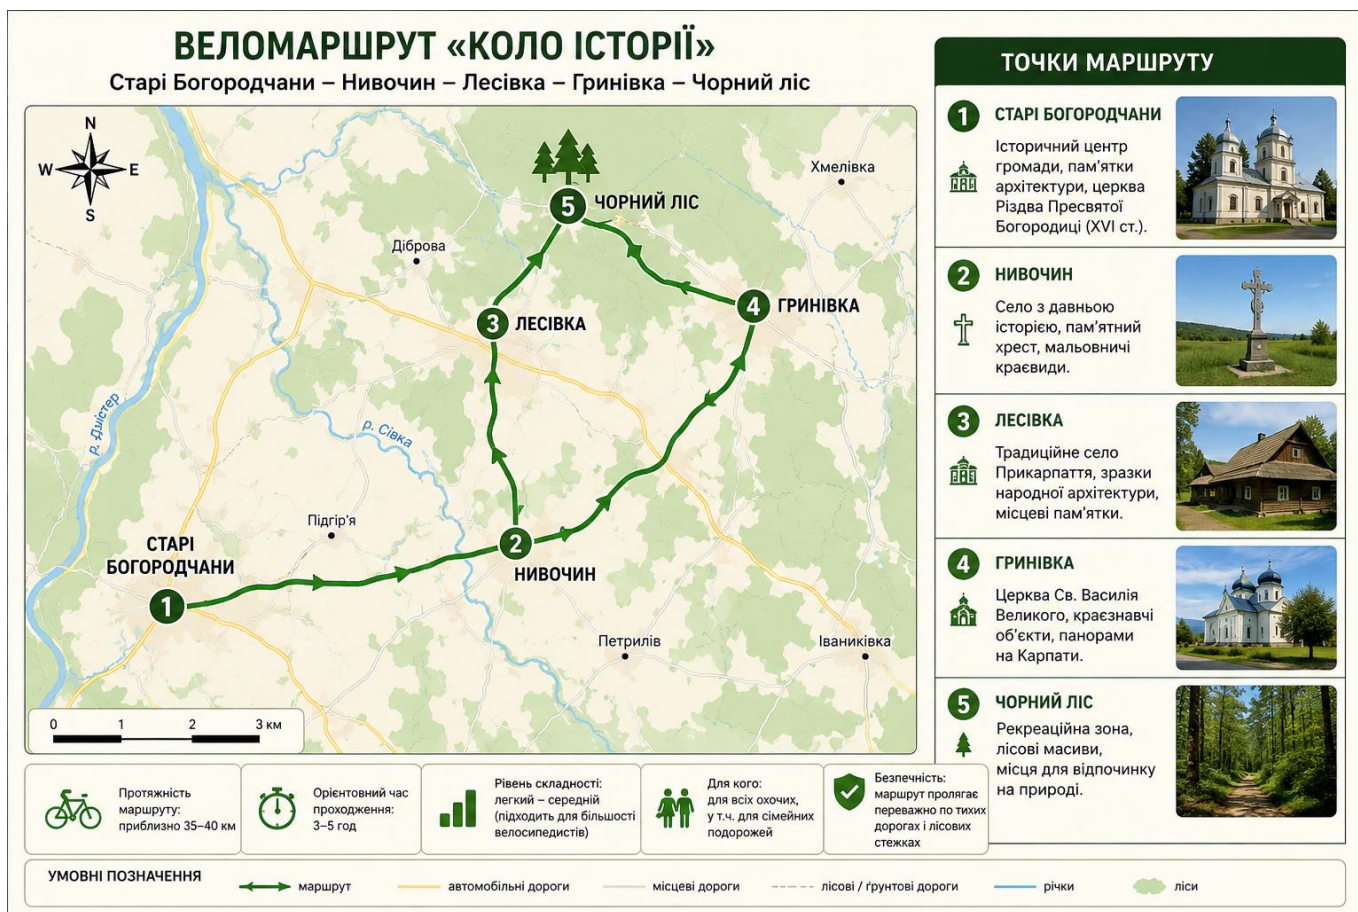 ВЕЛОМАРШРУТ «КОЛО ІСТОРІЇ»
Старі Богородчани – Нивочин – Лесівка – Гринівка – Чорний ліс
N
W
E
S
Хмелівка
5
ЧОРНИЙ ЛІС
Діброва
4
ГРИНІВКА
3
ЛЕСІВКА
р. Сівка
Підгір'я
СТАРІ
БОГОРОДЧАНИ
1
2
НИВОЧИН
Петрилів
Іваниківка
0 1 2 3 км
ТОЧКИ МАРШРУТУ
1
СТАРІ БОГОРОДЧАНИ
Історичний центр
громади, пам'ятки
архітектури, церква
Різдва Пресвятої
Богородиці (XVI ст.).
2
НИВОЧИН
Село з давньою
історією, пам'ятний
хрест, мальовничі
краєвиди.
3
ЛЕСІВКА
Традиційне село
Прикарпаття, зразки
народної архітектури,
місцеві пам'ятки.
4
ГРИНІВКА
Церква Св. Василія
Великого, краєзнавчі
об'єкти, панорами
на Карпати.
5
ЧОРНИЙ ЛІС
Рекреаційна зона,
лісові масиви,
місця для відпочинку
на природі.
Протяжність
маршруту:
приблизно 35–40 км
Орієнтовний час
проходження:
3–5 год
Рівень складності:
легкий – середній
(підходить для більшості
велосипедистів)
Для кого:
для всіх охочих,
у т.ч. для сімейних
подорожей
Безпечність:
маршрут пролягає
переважно по тихих
дорогах і лісових
стежках
УМОВНІ ПОЗНАЧЕННЯ
маршрут
автомобільні дороги
місцеві дороги
лісові / ґрунтові дороги
річки
ліси